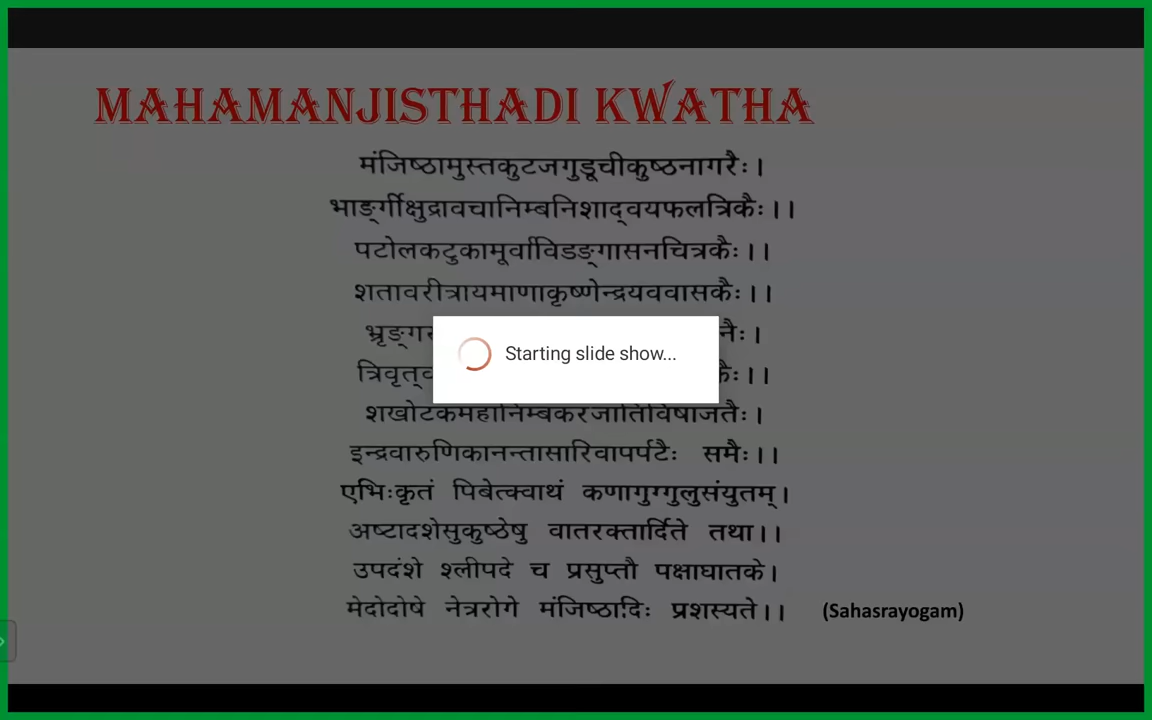 MAHAMANJISTHADI KWATHA
मंजिष्ठामुस्तकुटजगुडूचीकुष्ठनागरैः।
भाङ्र्गीक्षुद्रावचानिम्बनिशाद्वयफलत्रिकैः।।
पटोलकटुकामूर्वाविडङ्गासनचित्रकैः।।
शतावरीत्रायमाणाकृष्णेन्द्रयववासकैः।।
Starting slide show...
शखोटकमहानिम्बकरजातिविषाजतैः।
इन्द्रवारुणिकानन्तासारिवापर्पटैः समैः।।
एभिःकृतं पिबेत्क्वाथं कणागुग्गुलुसंयुतम्।
अष्टादशेसुकुष्ठेषु वातरक्तार्दिते तथा।।
उपदंशे श्लीपदे च प्रसुप्तौ पक्षाघातके।
मेदोदोषे नेत्ररोगे मंजिष्ठादिः प्रशस्यते।। (Sahasrayogam)